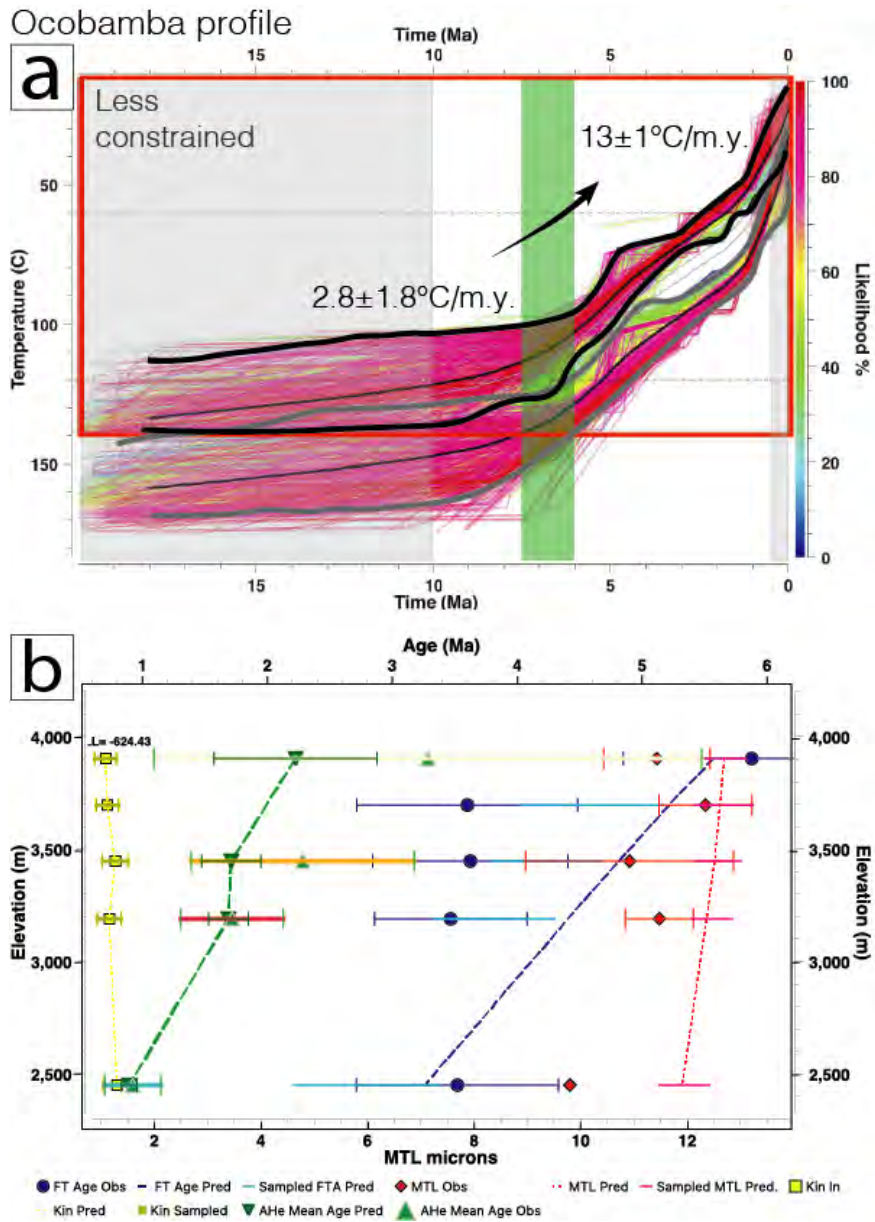 Ocobamba profile
a
Time (Ma)
15 10 5 0
Less
constrained
13±1°C/m.y.
2.8±1.8°C/m.y.
Temperature (C)
50
100
150
Likelihood %
100
80
60
40
20
0
15 10 5 0
Time (Ma)
b
Age (Ma)
1 2 3 4 5 6
.L= -624.43
Elevation (m)
4,000
3,500
3,000
2,500
Elevation (m)
4,000
3,500
3,000
2,500
2 4 6 8 10 12
MTL microns
FT Age Obs FT Age Pred Sampled FTA Pred MTL Obs MTL Pred Sampled MTL Pred. Kin In
Kin Pred Kin Sampled AHe Mean Age Pred AHe Mean Age Obs